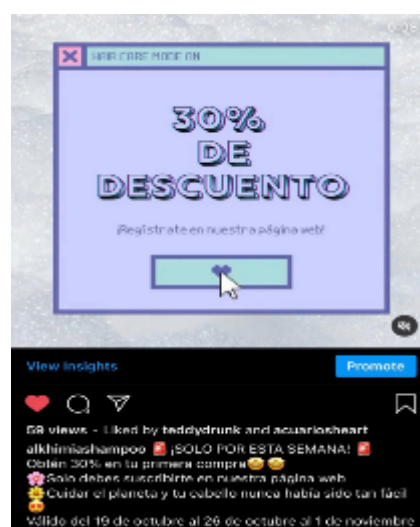 HAIR CARE MODE ON
30%
DE
DESCUENTO
¡Registrate en nuestra página web!
View Insights
Promote
59 views - Liked by teddydrunk and acuariosheart
alkhimiashampoo 🚨 ¡SOLO POR ESTA SEMANA! 🚨
Obtén 30% en tu primera compra
🌸Solo debes suscribirte en nuestra página web
🌼Cuidar el planeta y tu cabello nunca había sido tan fácil
😍
Válido del 19 de octubre al 26 de octubre al 1 de noviembre